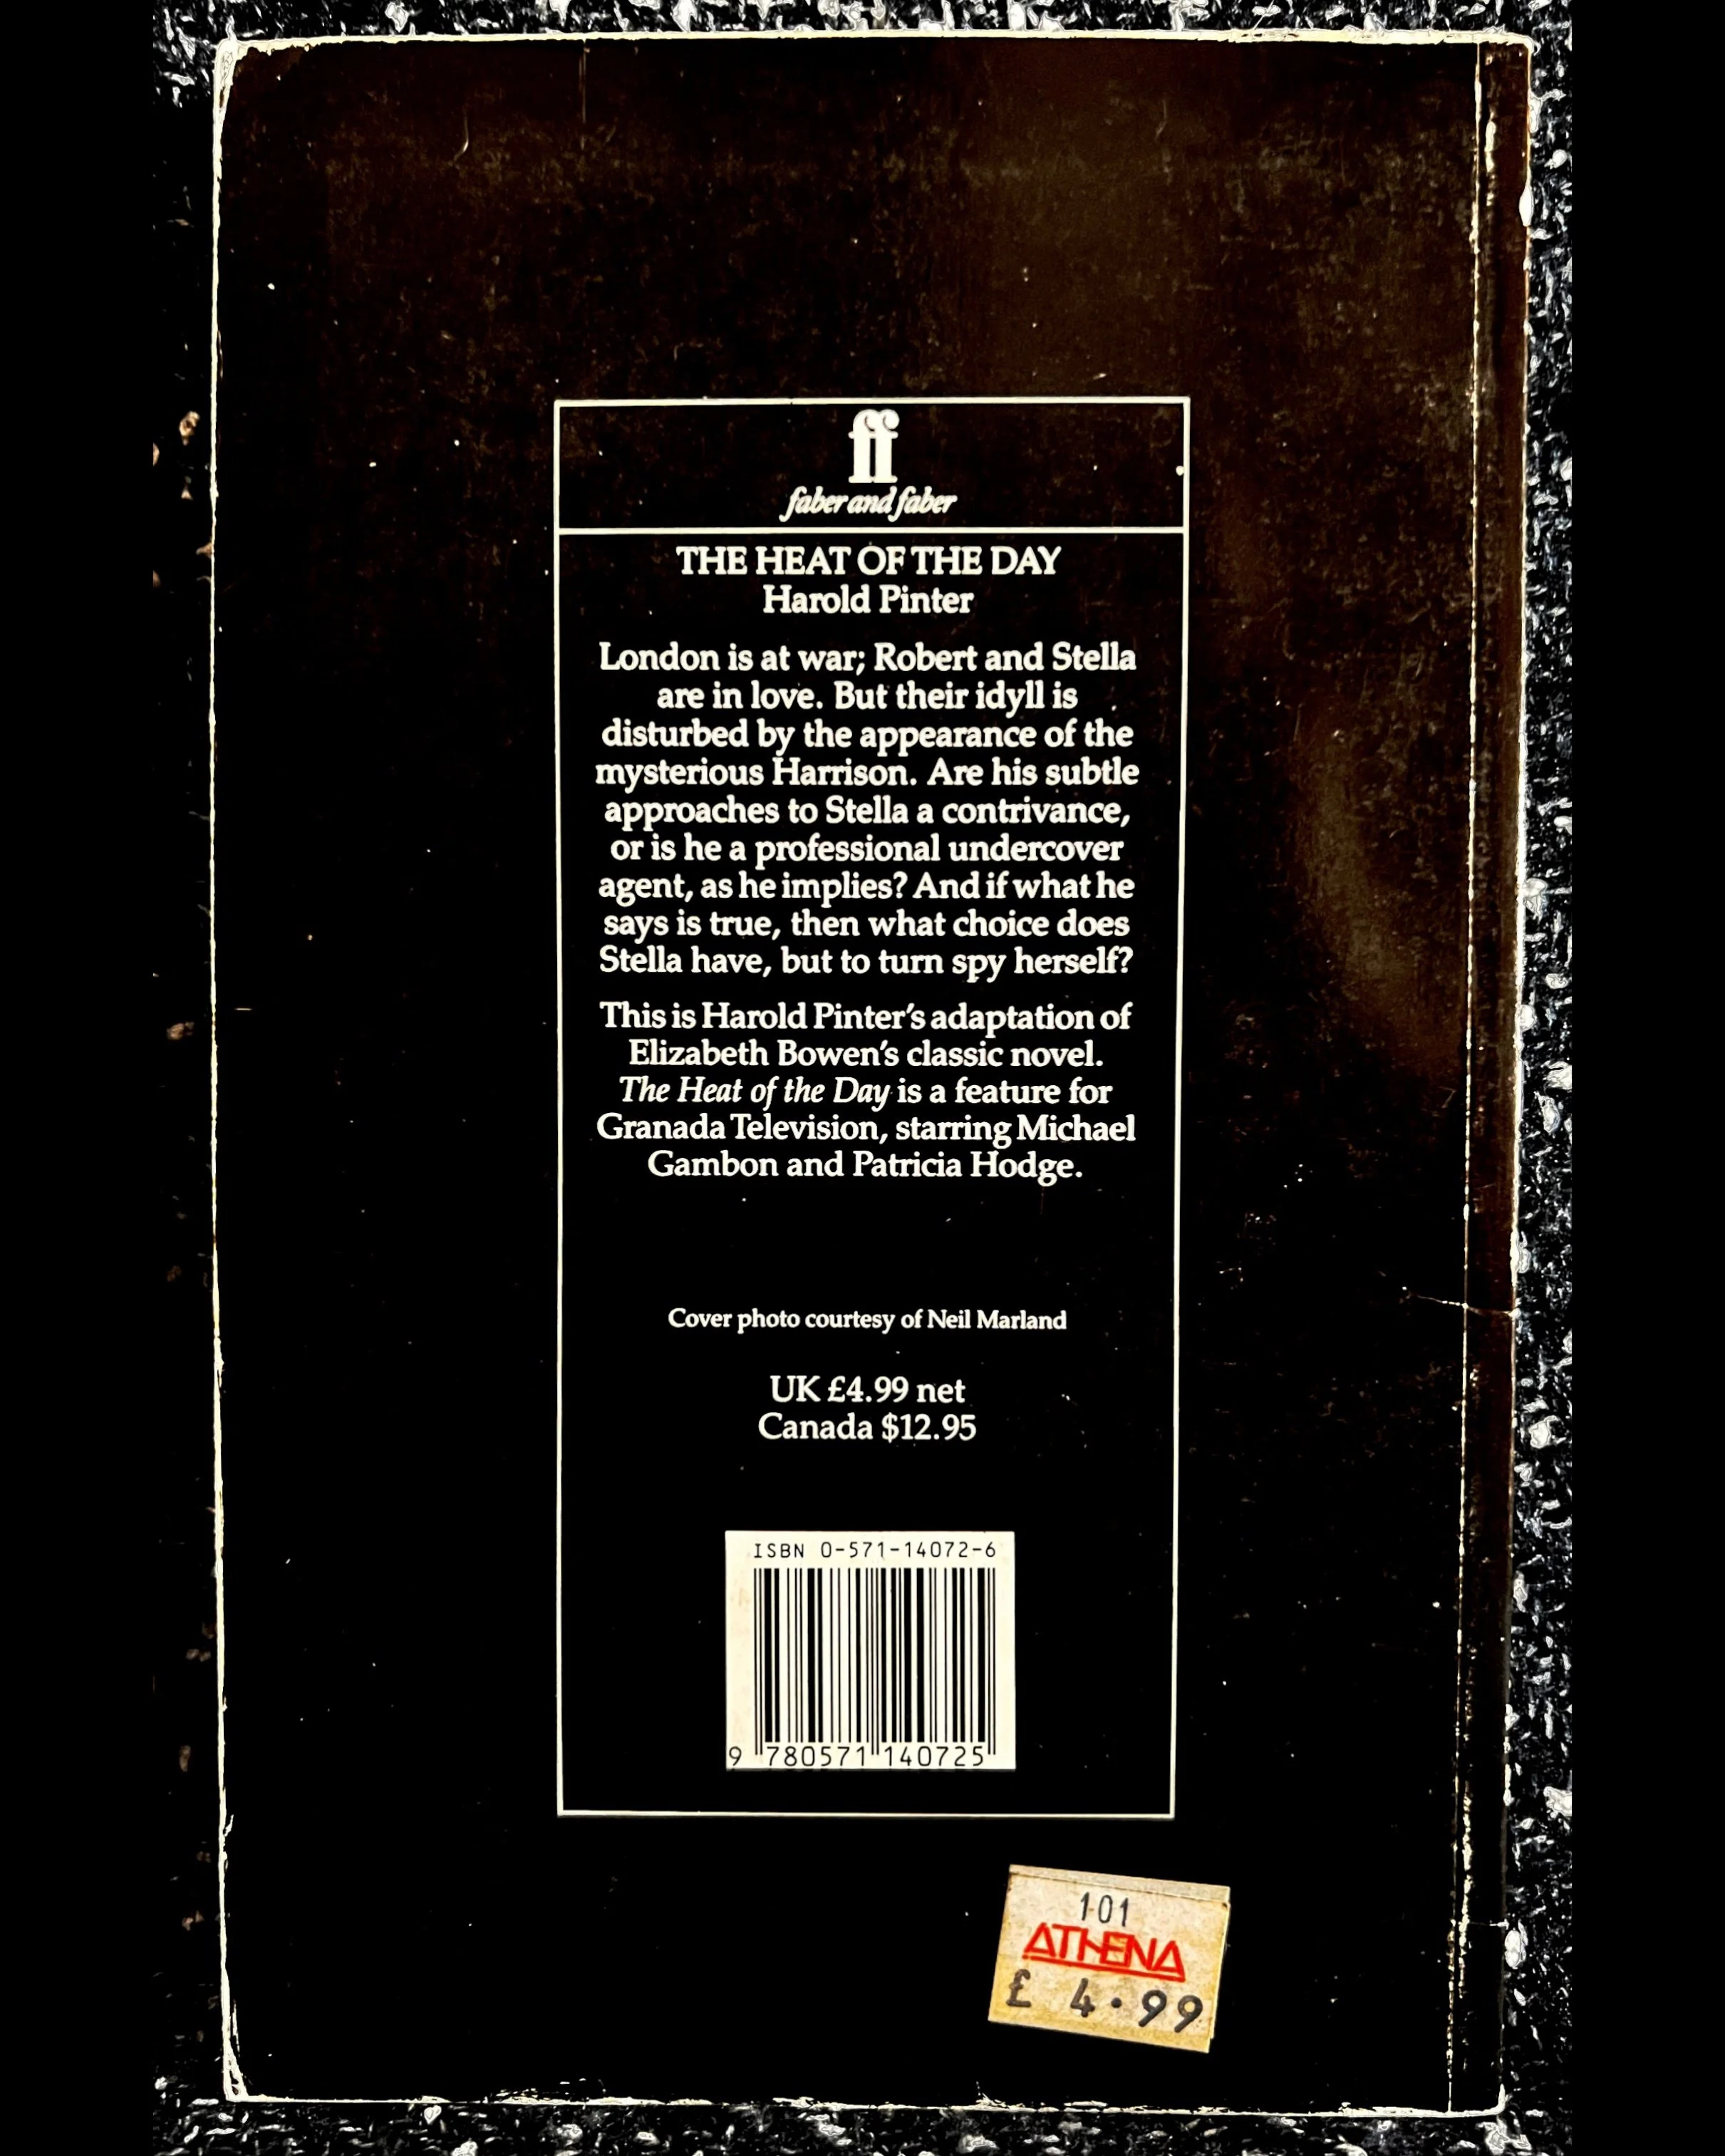 ff
faber and faber
THE HEAT OF THE DAY
Harold Pinter
London is at war; Robert and Stella
are in love. But their idyll is
disturbed by the appearance of the
mysterious Harrison. Are his subtle
approaches to Stella a contrivance,
or is he a professional undercover
agent, as he implies? And if what he
says is true, then what choice does
Stella have, but to turn spy herself?
This is Harold Pinter's adaptation of
Elizabeth Bowen's classic novel.
The Heat of the Day is a feature for
Granada Television, starring Michael
Gambon and Patricia Hodge.
Cover photo courtesy of Neil Marland
UK £4.99 net
Canada $12.95
ISBN 0-571-14072-6
9 780571 140725
101
ATHENA
£ 4.99